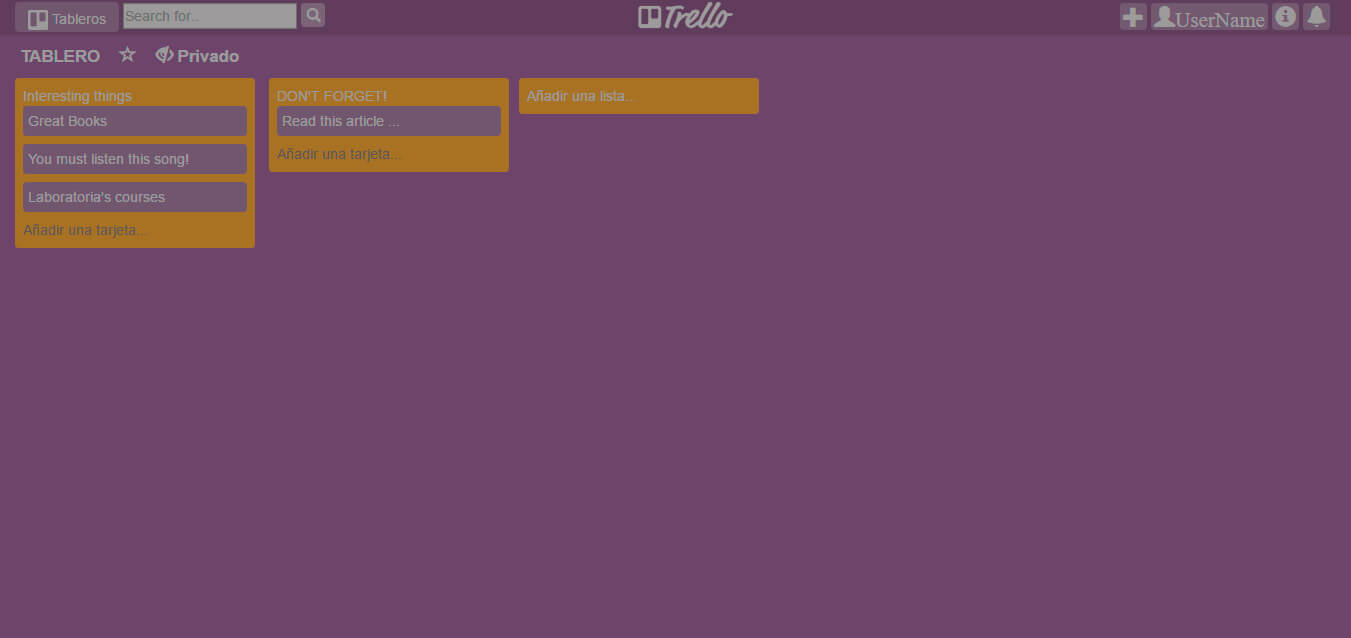 Tableros
Search for..
Trello
UserName
TABLERO
Privado
Interesting things
Great Books
You must listen this song!
Laboratoria's courses
Añadir una tarjeta...
DON'T FORGET!
Read this article ...
Añadir una tarjeta...
Añadir una lista...